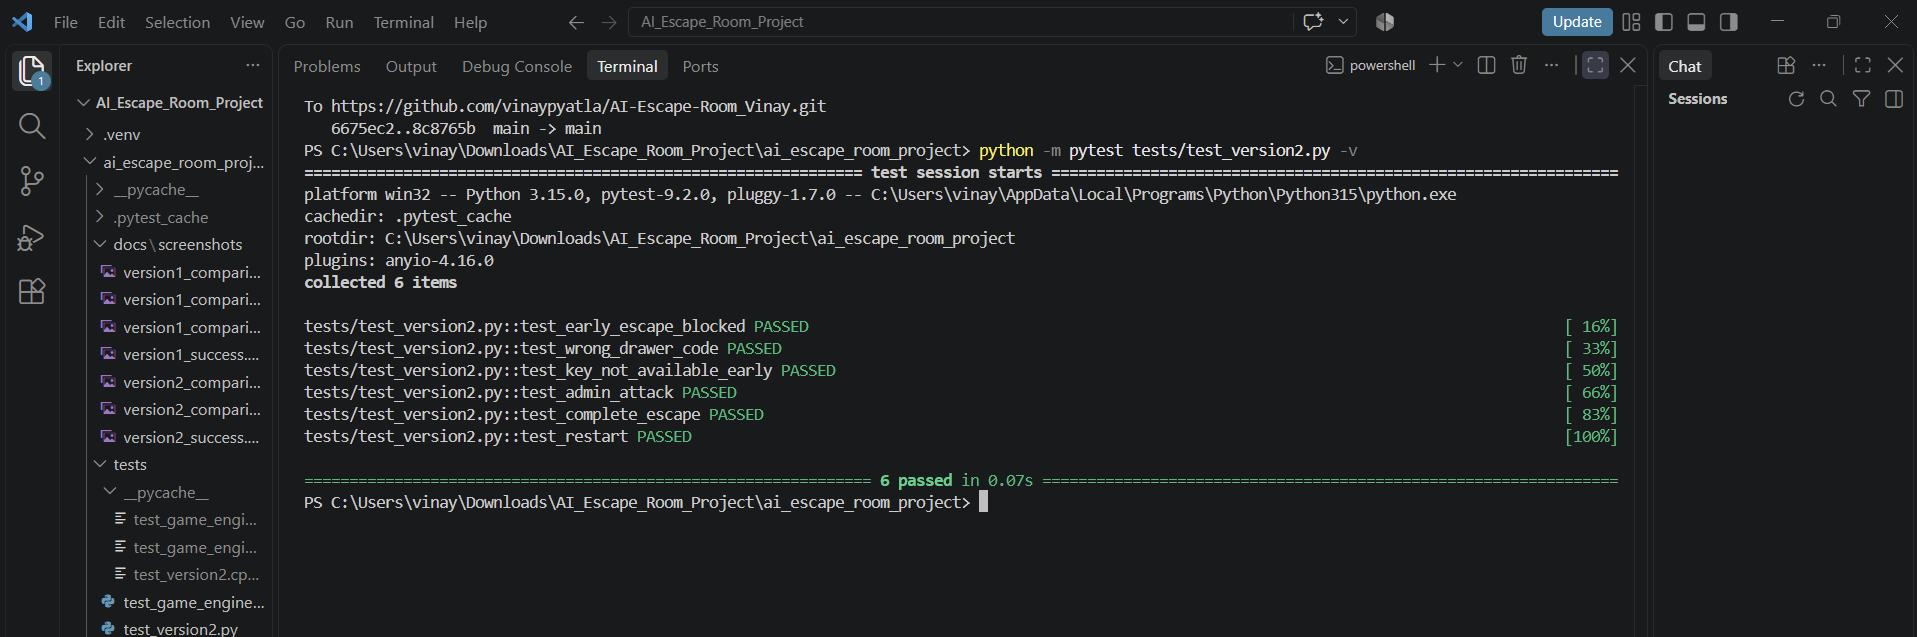 File Edit Selection View Go Run Terminal Help
AI_Escape_Room_Project
Update
Explorer
1
AI_Escape_Room_Project
.venv
ai_escape_room_proj...
__pycache__
.pytest_cache
docs\screenshots
version1_compari...
version1_compari...
version1_compari...
version1_success....
version2_compari...
version2_compari...
version2_success....
tests
__pycache__
test_game_engi...
test_game_engi...
test_version2.cp...
test_game_engine...
test_version2.py
Problems Output Debug Console Terminal Ports
powershell
To https://github.com/vinaypyatla/AI-Escape-Room_Vinay.git
6675ec2..8c8765b main -> main
PS C:\Users\vinay\Downloads\AI_Escape_Room_Project\ai_escape_room_project> python -m pytest tests/test_version2.py -v
============================================================== test session starts ===============================================================
platform win32 -- Python 3.15.0, pytest-9.2.0, pluggy-1.7.0 -- C:\Users\vinay\AppData\Local\Programs\Python\Python315\python.exe
cachedir: .pytest_cache
rootdir: C:\Users\vinay\Downloads\AI_Escape_Room_Project\ai_escape_room_project
plugins: anyio-4.16.0
collected 6 items
tests/test_version2.py::test_early_escape_blocked PASSED [ 16%]
tests/test_version2.py::test_wrong_drawer_code PASSED [ 33%]
tests/test_version2.py::test_key_not_available_early PASSED [ 50%]
tests/test_version2.py::test_admin_attack PASSED [ 66%]
tests/test_version2.py::test_complete_escape PASSED [ 83%]
tests/test_version2.py::test_restart PASSED [100%]
=============================================================== 6 passed in 0.07s ================================================================
PS C:\Users\vinay\Downloads\AI_Escape_Room_Project\ai_escape_room_project>
Chat
Sessions